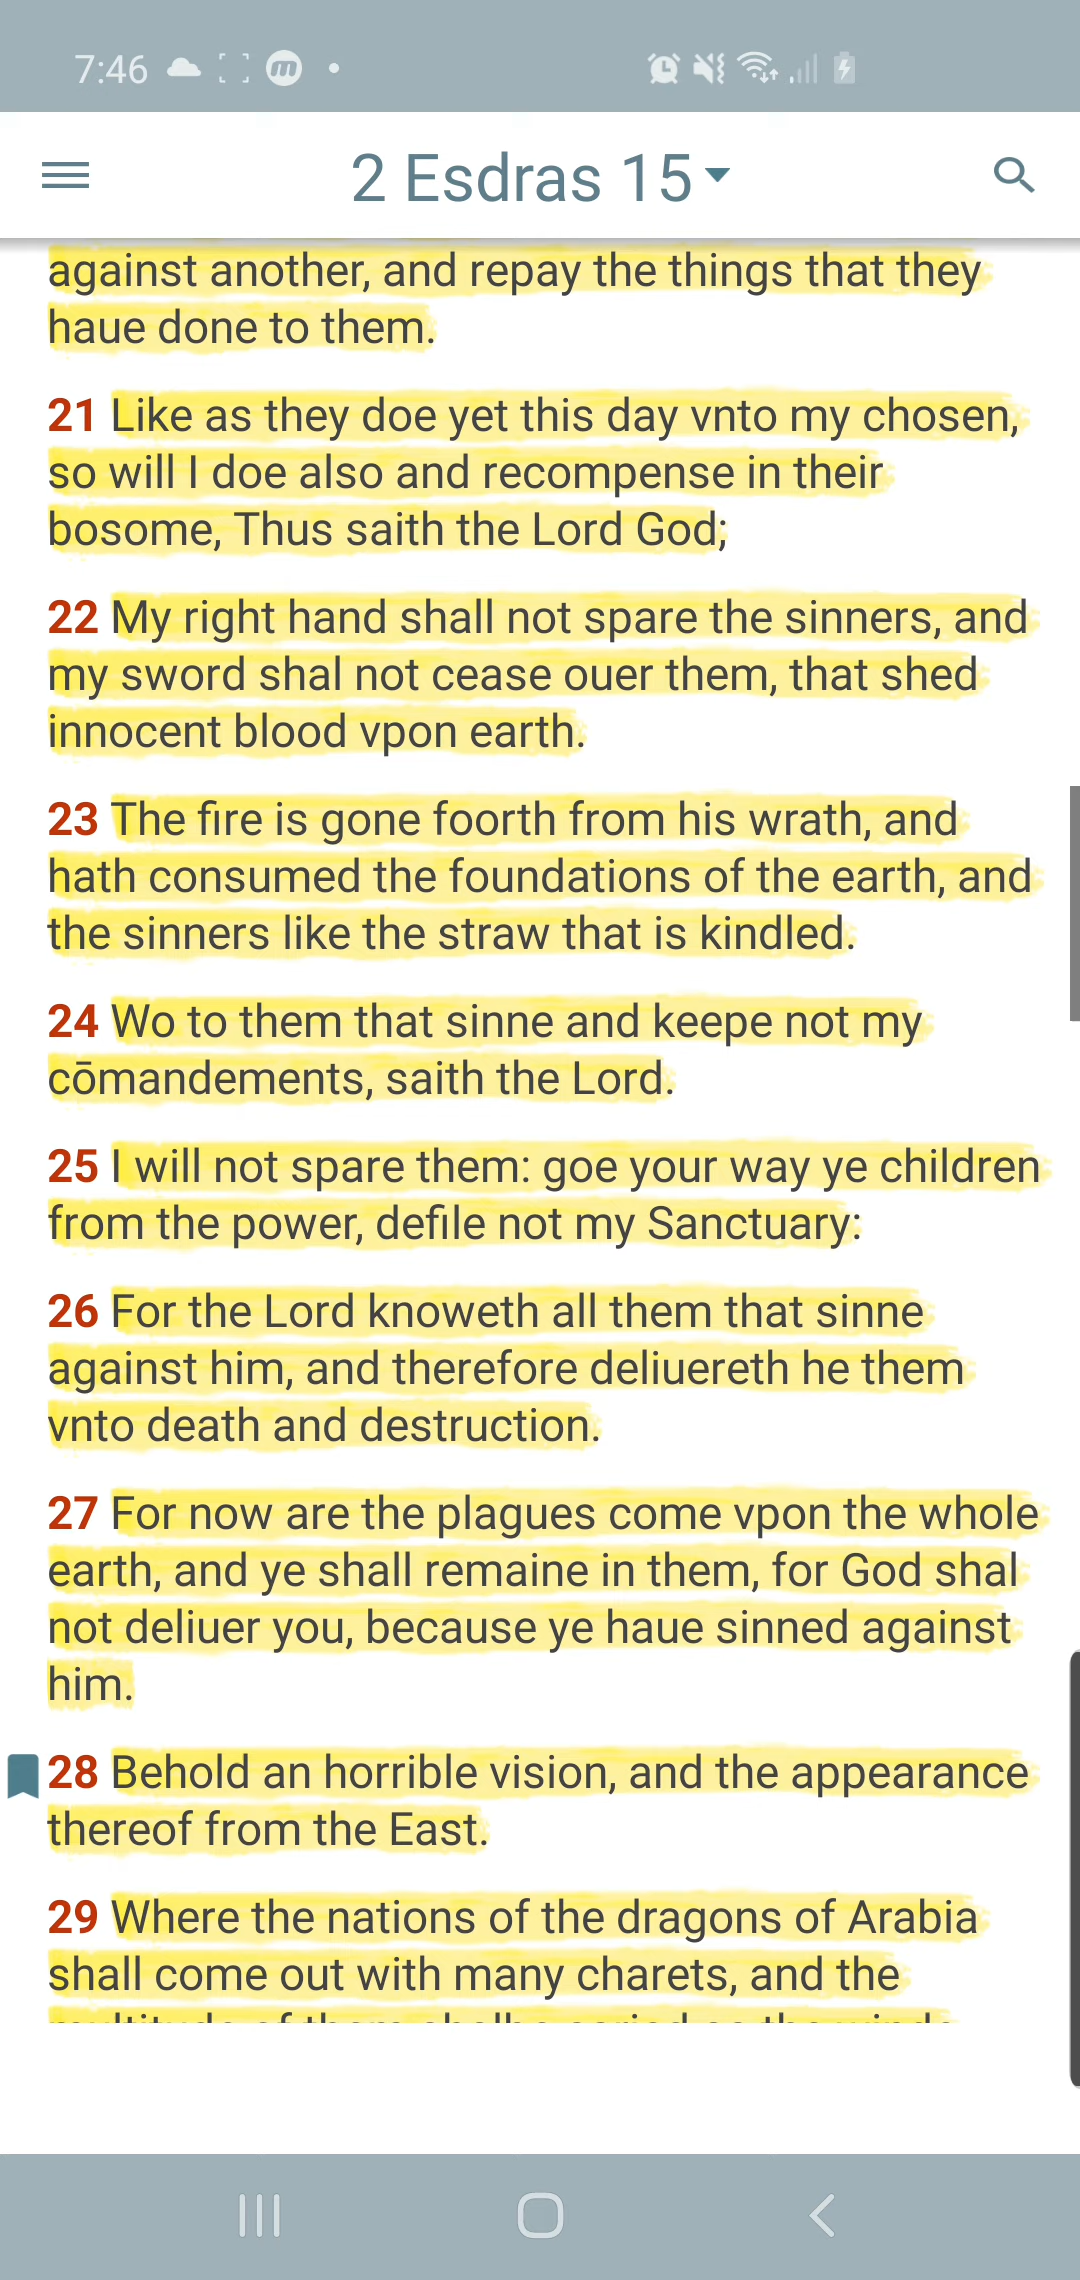 7:46
2 Esdras 15
against another, and repay the things that they
haue done to them.
21 Like as they doe yet this day vnto my chosen,
so will I doe also and recompense in their
bosome, Thus saith the Lord God;
22 My right hand shall not spare the sinners, and
my sword shal not cease ouer them, that shed
innocent blood vpon earth.
23 The fire is gone foorth from his wrath, and
hath consumed the foundations of the earth, and
the sinners like the straw that is kindled.
24 Wo to them that sinne and keepe not my
cōmandements, saith the Lord.
25 I will not spare them: goe your way ye children
from the power, defile not my Sanctuary:
26 For the Lord knoweth all them that sinne
against him, and therefore deliuereth he them
vnto death and destruction.
27 For now are the plagues come vpon the whole
earth, and ye shall remaine in them, for God shal
not deliuer you, because ye haue sinned against
him.
28 Behold an horrible vision, and the appearance
thereof from the East.
29 Where the nations of the dragons of Arabia
shall come out with many charets, and the